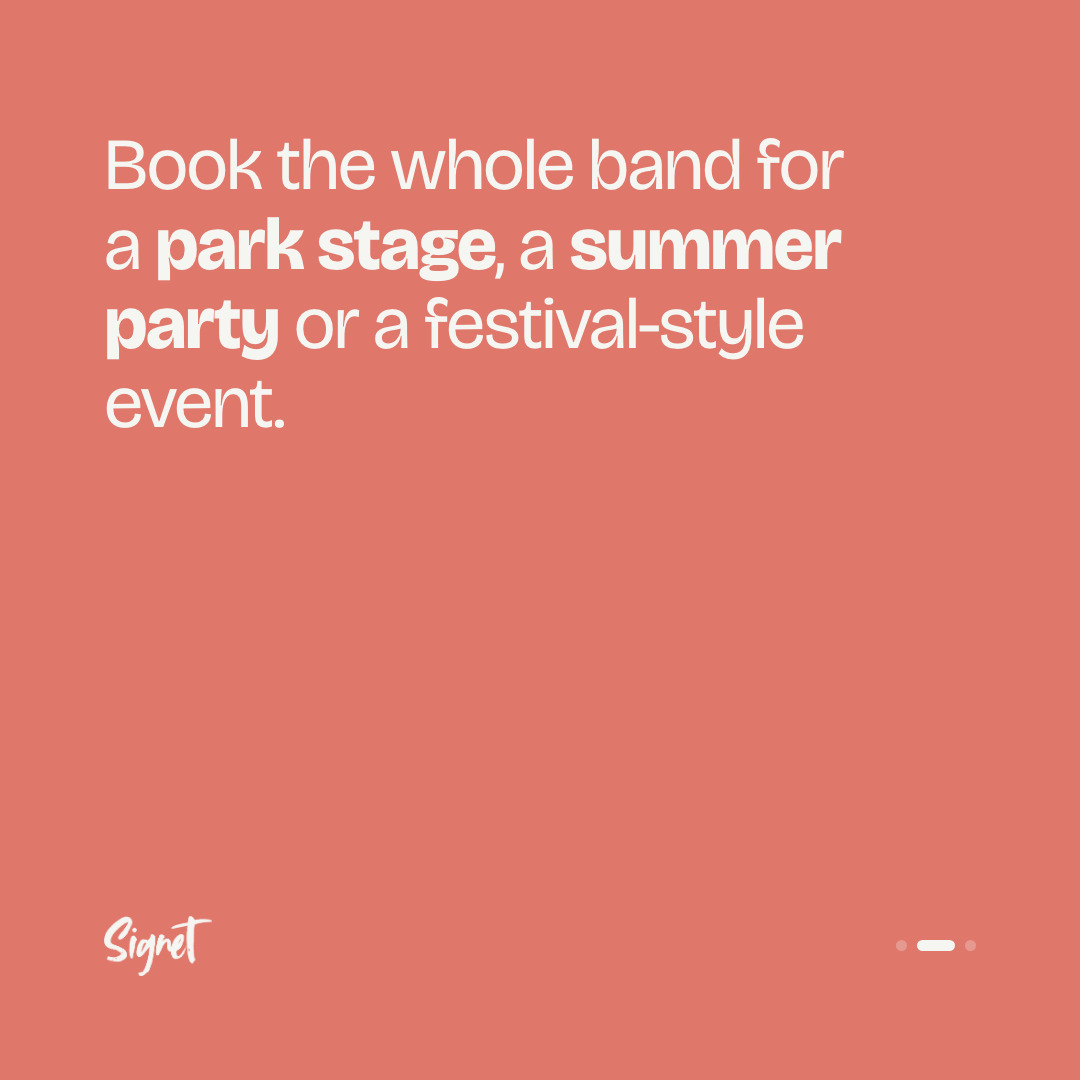 Book the whole band for
a park stage, a summer
party or a festival-style
event.
Signet